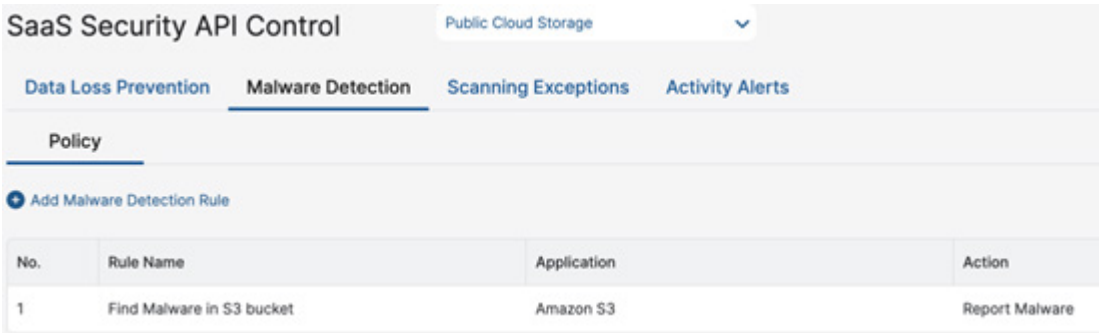 SaaS Security API Control
Public Cloud Storage
Data Loss Prevention Malware Detection Scanning Exceptions Activity Alerts
Policy
Add Malware Detection Rule
No. Rule Name Application Action
1 Find Malware in S3 bucket Amazon S3 Report Malware